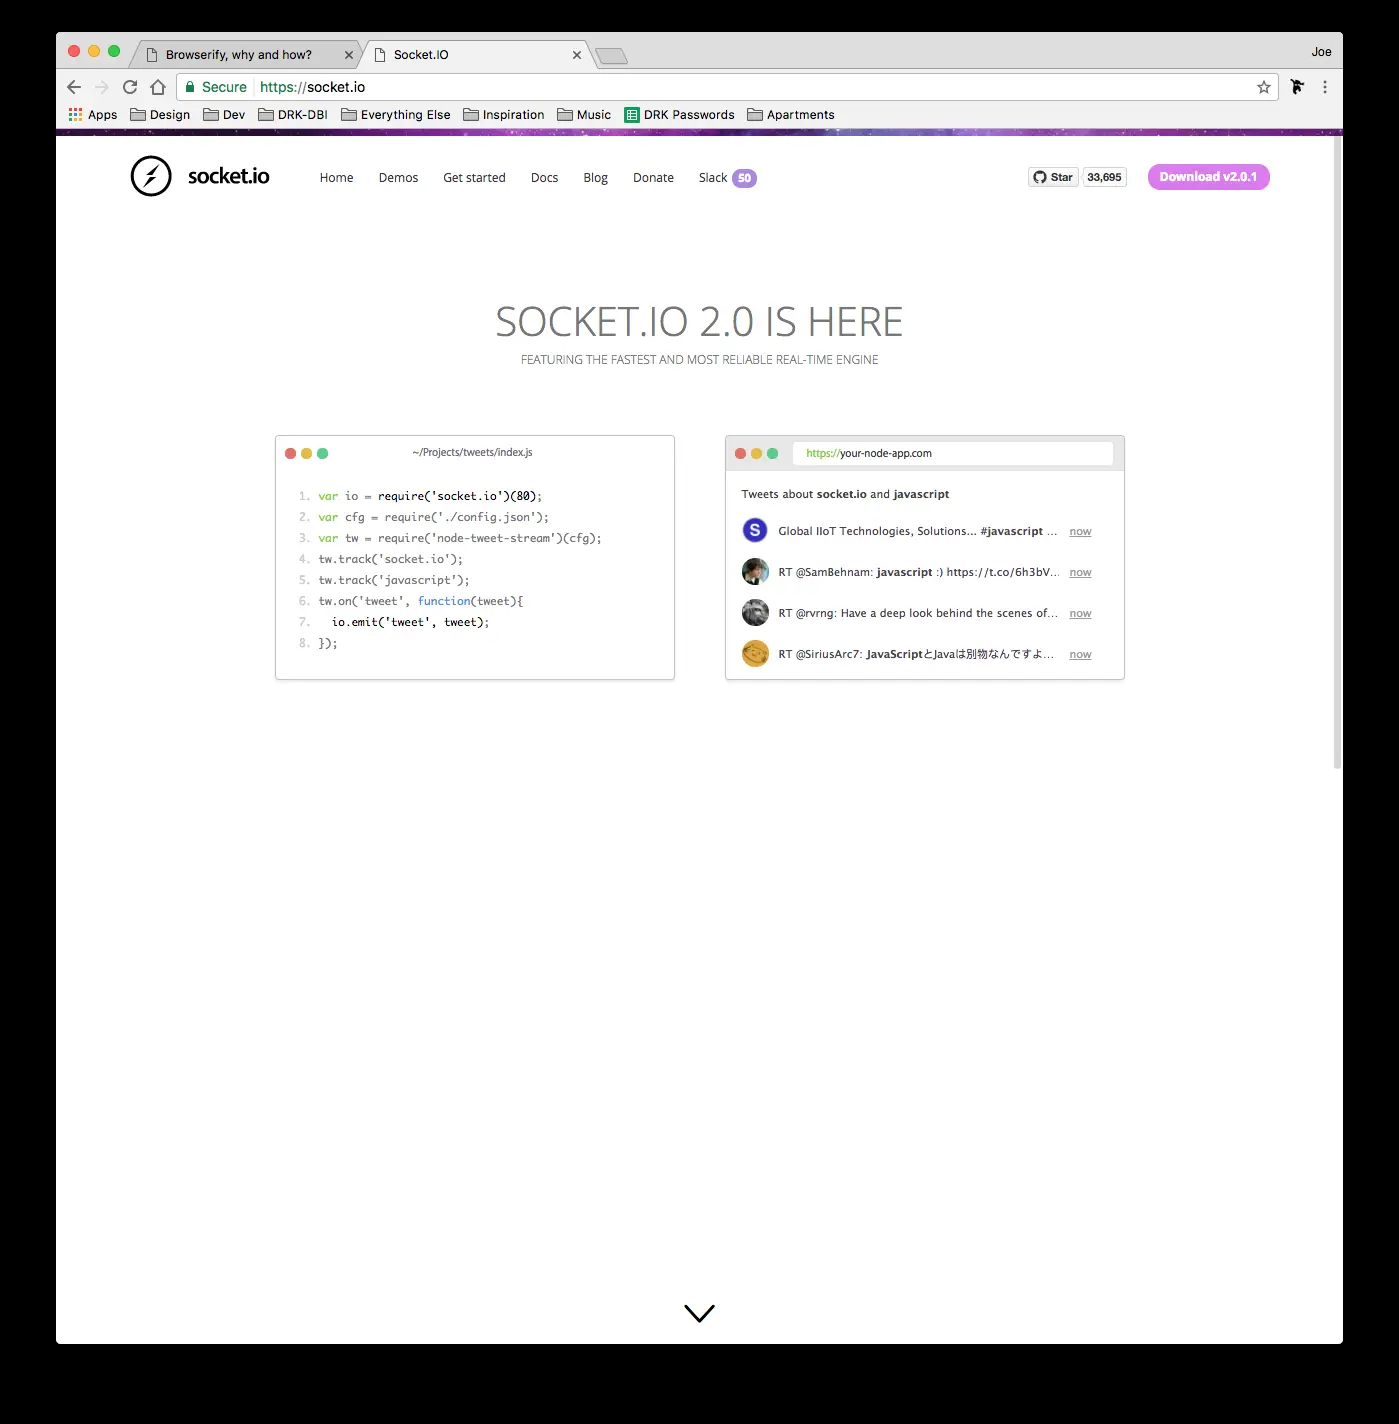 Browserify, why and how?
Socket.IO
Joe
Secure https://socket.io
Apps Design Dev DRK-DBI Everything Else Inspiration Music DRK Passwords Apartments
socket.io Home Demos Get started Docs Blog Donate Slack 50 Star 33,695 Download v2.0.1
SOCKET.IO 2.0 IS HERE
FEATURING THE FASTEST AND MOST RELIABLE REAL-TIME ENGINE
~/Projects/tweets/index.js
1. var io = require('socket.io')(80);
2. var cfg = require('./config.json');
3. var tw = require('node-tweet-stream')(cfg);
4. tw.track('socket.io');
5. tw.track('javascript');
6. tw.on('tweet', function(tweet){
7. io.emit('tweet', tweet);
8. });
https://your-node-app.com
Tweets about socket.io and javascript
S Global IIoT Technologies, Solutions... #javascript ... now
RT @SamBehnam: javascript :) https://t.co/6h3bV... now
RT @rvrng: Have a deep look behind the scenes of... now
RT @SiriusArc7: JavaScriptとJavaは別物なんですよ... now